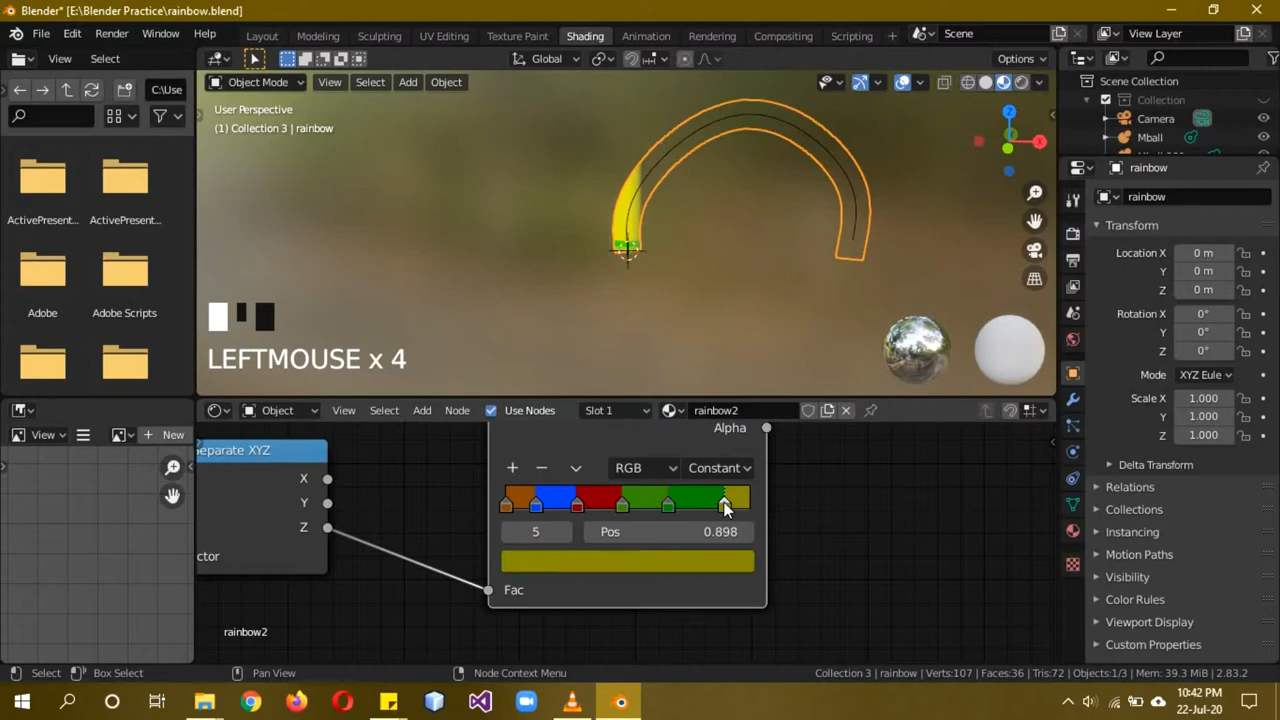 Blender* [E:\Blender Practice\rainbow.blend]
File Edit Render Window Help
Layout Modeling Sculpting UV Editing Texture Paint Shading Animation Rendering Compositing Scripting
Scene
View Layer
View Select
Global
Options
Object Mode View Select Add Object
C:\Use
User Perspective
(1) Collection 3 | rainbow
ActivePresent...
ActivePresent...
Adobe
Adobe Scripts
LEFTMOUSE x 4
Z
X
Scene Collection
Collection
Camera
Mball
rainbow
rainbow
Transform
Location X 0 m
Y 0 m
Z 0 m
Rotation X 0°
Y 0°
Z 0°
Mode XYZ Eule
Scale X 1.000
Y 1.000
Z 1.000
Delta Transform
Relations
Collections
Instancing
Motion Paths
Visibility
Color Rules
Viewport Display
Custom Properties
Object View Select Add Node Use Nodes Slot 1 rainbow2
View New
Separate XYZ
X
Y
Z
ctor
Alpha
RGB Constant
5 Pos 0.898
Fac
rainbow2
Select Box Select Pan View Node Context Menu
Collection 3 | rainbow | Verts:107 | Faces:36 | Tris:72 | Objects:1/3 | Mem: 39.3 MiB | 2.83.2
10:42 PM
22-Jul-20